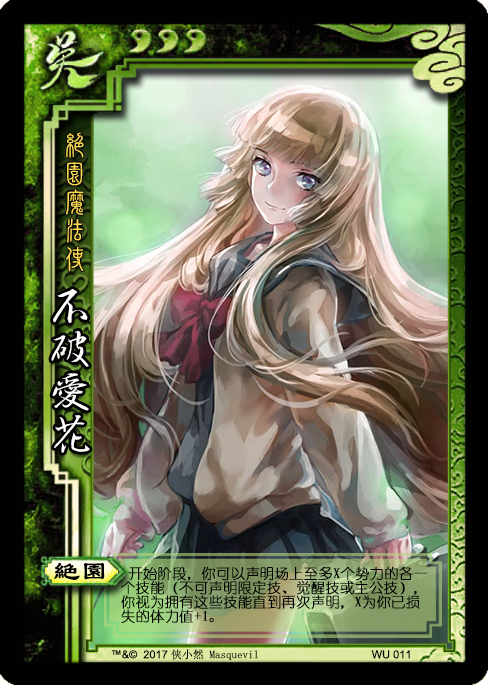 吴
絕園魔法使
不破愛花
絕園
开始阶段，你可以声明场上至多X个势力的各
个技能（不可声明限定技、觉醒技或主公技），
你视为拥有这些技能直到再次声明，X为你已损
失的体力值+1。
™&© 2017 侠小然 Masquevil
WU 011